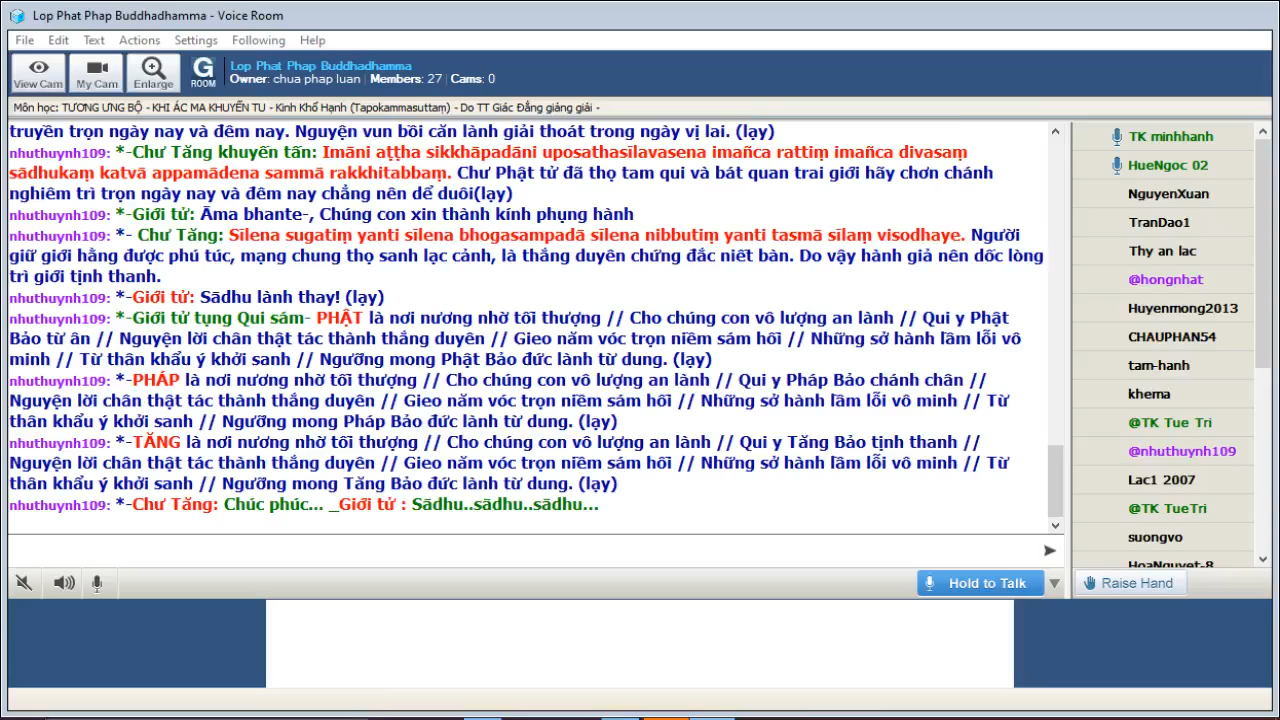 Lop Phat Phap Buddhadhamma - Voice Room
File Edit Text Actions Settings Following Help
View Cam My Cam Enlarge G ROOM
Lop Phat Phap Buddhadhamma
Owner: chua phap luan | Members: 27 | Cams: 0
Môn học: TƯƠNG ƯNG BỘ - KHI ÁC MA KHUYẾN TU - Kinh Khổ Hạnh (Tapokammasuttaṃ) - Do TT Giác Đẳng giảng giải -
truyền trọn ngày nay và đêm nay. Nguyện vun bồi căn lành giải thoát trong ngày vị lai. (lạy)
nhuthuynh109: *-Chư Tăng khuyến tấn: Imāni aṭṭha sikkhāpadāni uposathasīlavasena imañca rattiṃ imañca divasaṃ
sādhukaṃ katvā appamādena sammā rakkhitabbaṃ. Chư Phật tử đã thọ tam qui và bát quan trai giới hãy chơn chánh
nghiêm trì trọn ngày nay và đêm nay chẳng nên dể duôi(lạy)
nhuthuynh109: *-Giới tử: Āma bhante-, Chúng con xin thành kính phụng hành
nhuthuynh109: *- Chư Tăng: Sīlena sugatiṃ yanti sīlena bhogasampadā sīlena nibbutiṃ yanti tasmā sīlaṃ visodhaye. Người
giữ giới hằng được phú túc, mạng chung thọ sanh lạc cảnh, là thắng duyên chứng đắc niết bàn. Do vậy hành giả nên dốc lòng
trì giới tịnh thanh.
nhuthuynh109: *-Giới tử: Sādhu lành thay! (lạy)
nhuthuynh109: *-Giới tử tụng Qui sám- PHẬT là nơi nương nhờ tối thượng // Cho chúng con vô lượng an lành // Qui y Phật
Bảo từ ân // Nguyện lời chân thật tác thành thắng duyên // Gieo năm vóc trọn niềm sám hối // Những sở hành lầm lỗi vô
minh // Từ thân khẩu ý khởi sanh // Ngưỡng mong Phật Bảo đức lành từ dung. (lạy)
nhuthuynh109: *-PHÁP là nơi nương nhờ tối thượng // Cho chúng con vô lượng an lành // Qui y Pháp Bảo chánh chân //
Nguyện lời chân thật tác thành thắng duyên // Gieo năm vóc trọn niềm sám hối // Những sở hành lầm lỗi vô minh // Từ
thân khẩu ý khởi sanh // Ngưỡng mong Pháp Bảo đức lành từ dung. (lạy)
nhuthuynh109: *-TĂNG là nơi nương nhờ tối thượng // Cho chúng con vô lượng an lành // Qui y Tăng Bảo tịnh thanh //
Nguyện lời chân thật tác thành thắng duyên // Gieo năm vóc trọn niềm sám hối // Những sở hành lầm lỗi vô minh // Từ
thân khẩu ý khởi sanh // Ngưỡng mong Tăng Bảo đức lành từ dung. (lạy)
nhuthuynh109: *-Chư Tăng: Chúc phúc... _Giới tử : Sādhu..sādhu..sādhu...
TK minhhanh
HueNgoc 02
NguyenXuan
TranDao1
Thy an lac
@hongnhat
Huyenmong2013
CHAUPHAN54
tam-hanh
khema
@TK Tue Tri
@nhuthuynh109
Lac1 2007
@TK TueTri
suongvo
HoaNguyet-8
Hold to Talk
Raise Hand